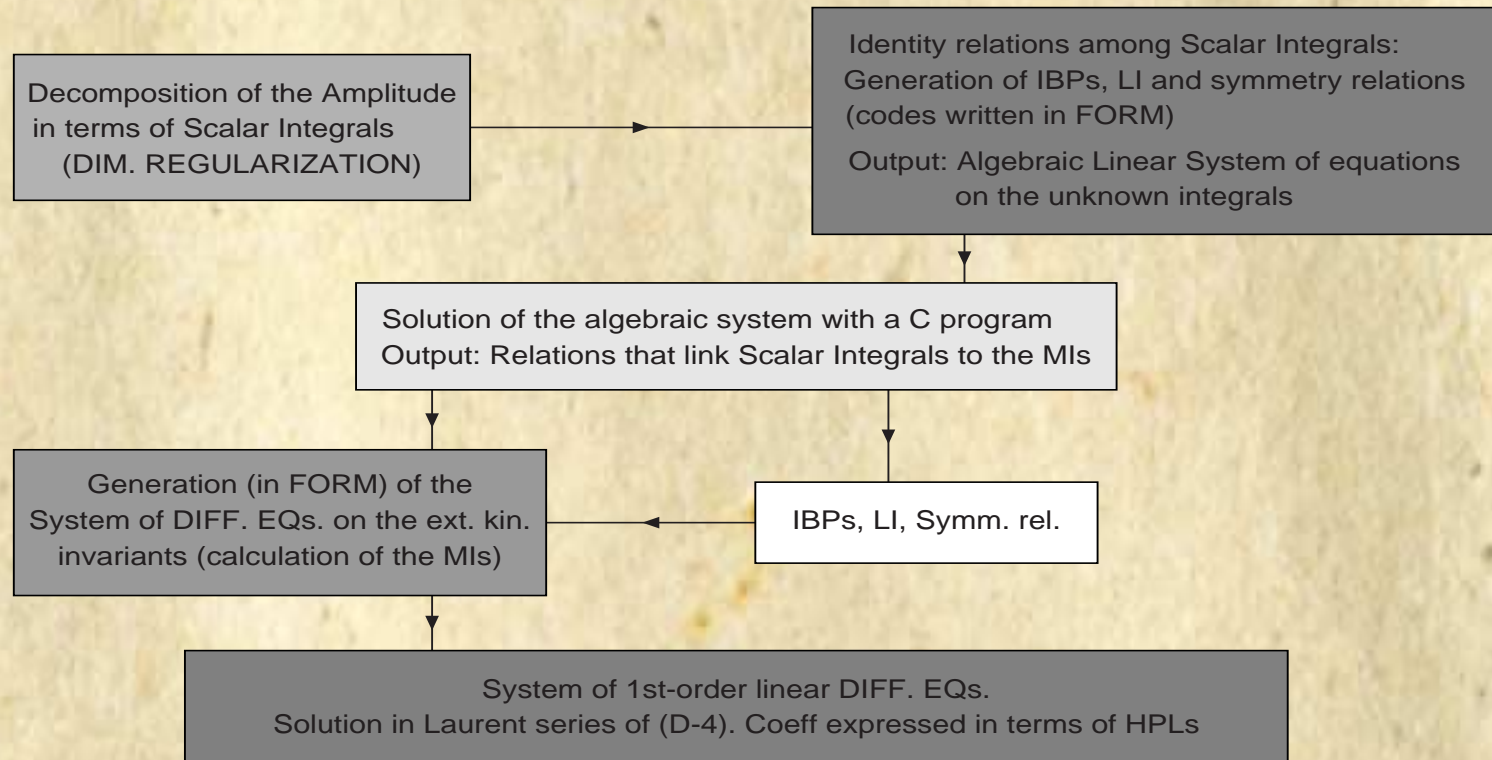 Decomposition of the Amplitude
in terms of Scalar Integrals
(DIM. REGULARIZATION)
Identity relations among Scalar Integrals:
Generation of IBPs, LI and symmetry relations
(codes written in FORM)
Output: Algebraic Linear System of equations
on the unknown integrals
Solution of the algebraic system with a C program
Output: Relations that link Scalar Integrals to the MIs
Generation (in FORM) of the
System of DIFF. EQs. on the ext. kin.
invariants (calculation of the MIs)
IBPs, LI, Symm. rel.
System of 1st-order linear DIFF. EQs.
Solution in Laurent series of (D-4). Coeff expressed in terms of HPLs